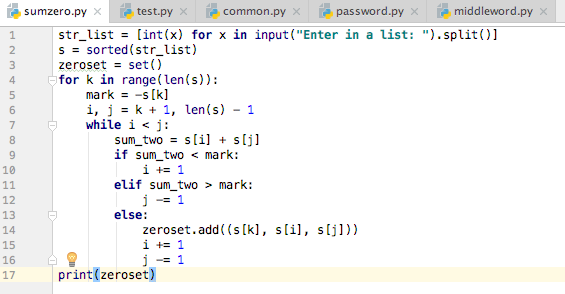 sumzero.py × test.py × common.py × password.py × middleword.py ×
1 str_list = [int(x) for x in input("Enter in a list: ").split()]
2 s = sorted(str_list)
3 zeroset = set()
4 for k in range(len(s)):
5     mark = -s[k]
6     i, j = k + 1, len(s) - 1
7     while i < j:
8         sum_two = s[i] + s[j]
9         if sum_two < mark:
10             i += 1
11         elif sum_two > mark:
12             j -= 1
13         else:
14             zeroset.add((s[k], s[i], s[j]))
15             i += 1
16             j -= 1
17 print(zeroset)